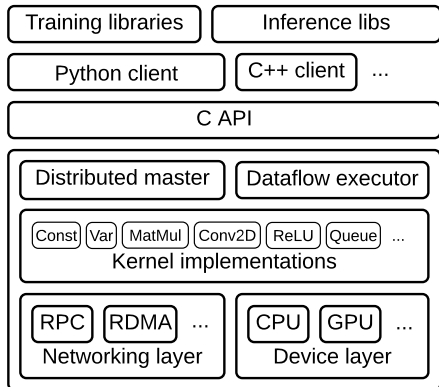 Training libraries Inference libs
Python client C++ client ...
C API
Distributed master Dataflow executor
Const Var MatMul Conv2D ReLU Queue ...
Kernel implementations
RPC RDMA ... CPU GPU ...
Networking layer Device layer